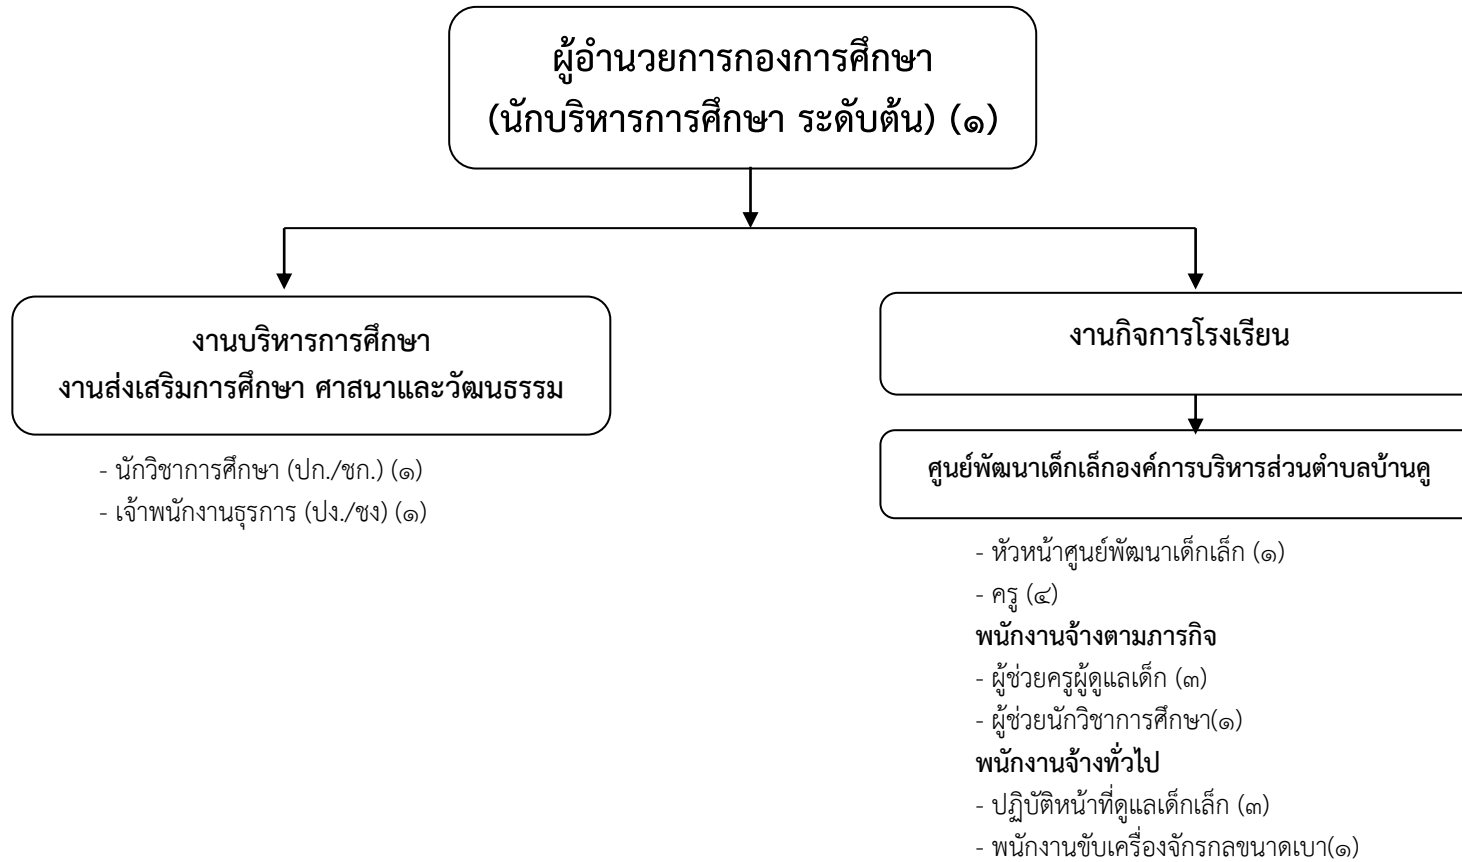 ผู้อำนวยการกองการศึกษา
(นักบริหารการศึกษา ระดับต้น) (๑)
งานบริหารการศึกษา
งานส่งเสริมการศึกษา ศาสนาและวัฒนธรรม
- นักวิชาการศึกษา (ปก./ชก.) (๑)
- เจ้าพนักงานธุรการ (ปง./ชง) (๑)
งานกิจการโรงเรียน
ศูนย์พัฒนาเด็กเล็กองค์การบริหารส่วนตำบลบ้านคู
- หัวหน้าศูนย์พัฒนาเด็กเล็ก (๑)
- ครู (๔)
พนักงานจ้างตามภารกิจ
- ผู้ช่วยครูผู้ดูแลเด็ก (๓)
- ผู้ช่วยนักวิชาการศึกษา(๑)
พนักงานจ้างทั่วไป
- ปฏิบัติหน้าที่ดูแลเด็กเล็ก (๓)
- พนักงานขับเครื่องจักรกลขนาดเบา(๑)